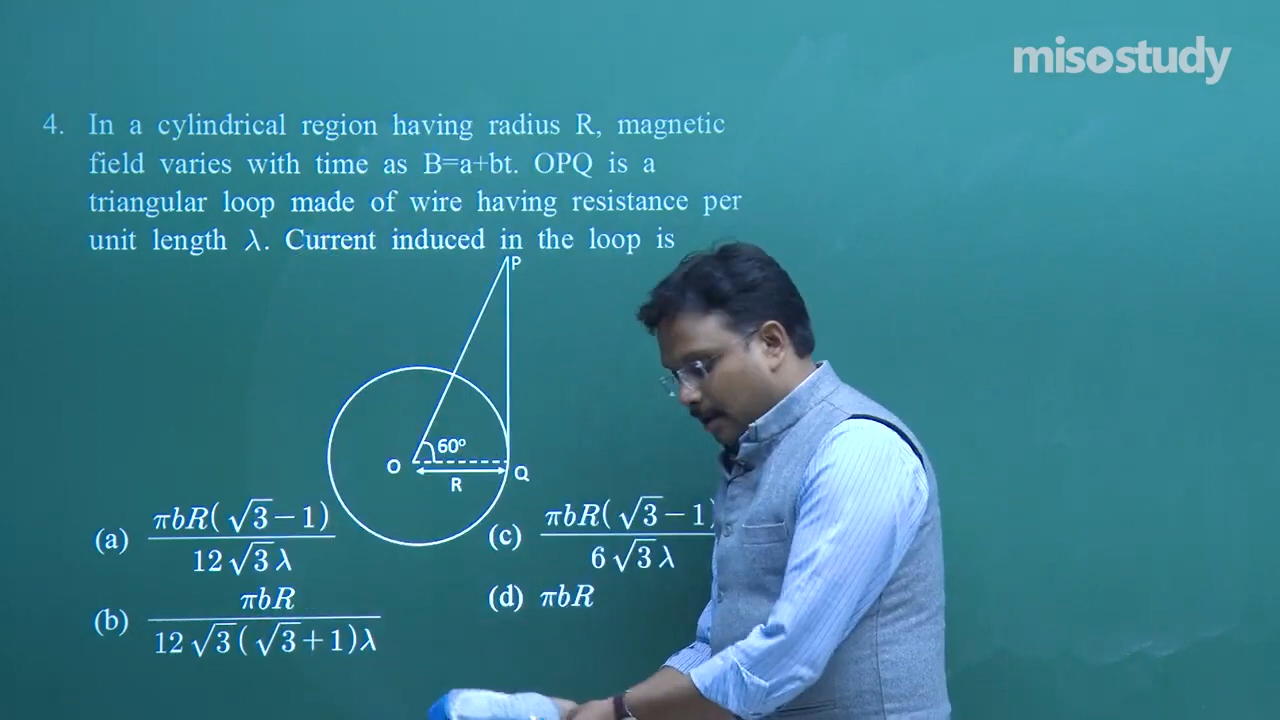 misostudy
4. In a cylindrical region having radius R, magnetic
field varies with time as B=a+bt. OPQ is a
triangular loop made of wire having resistance per
unit length λ. Current induced in the loop is
P
60°
O
Q
R
(a) πbR(√3−1)/12√3λ
(c) πbR(√3−1)/6√3λ
(b) πbR/12√3(√3+1)λ
(d) πbR